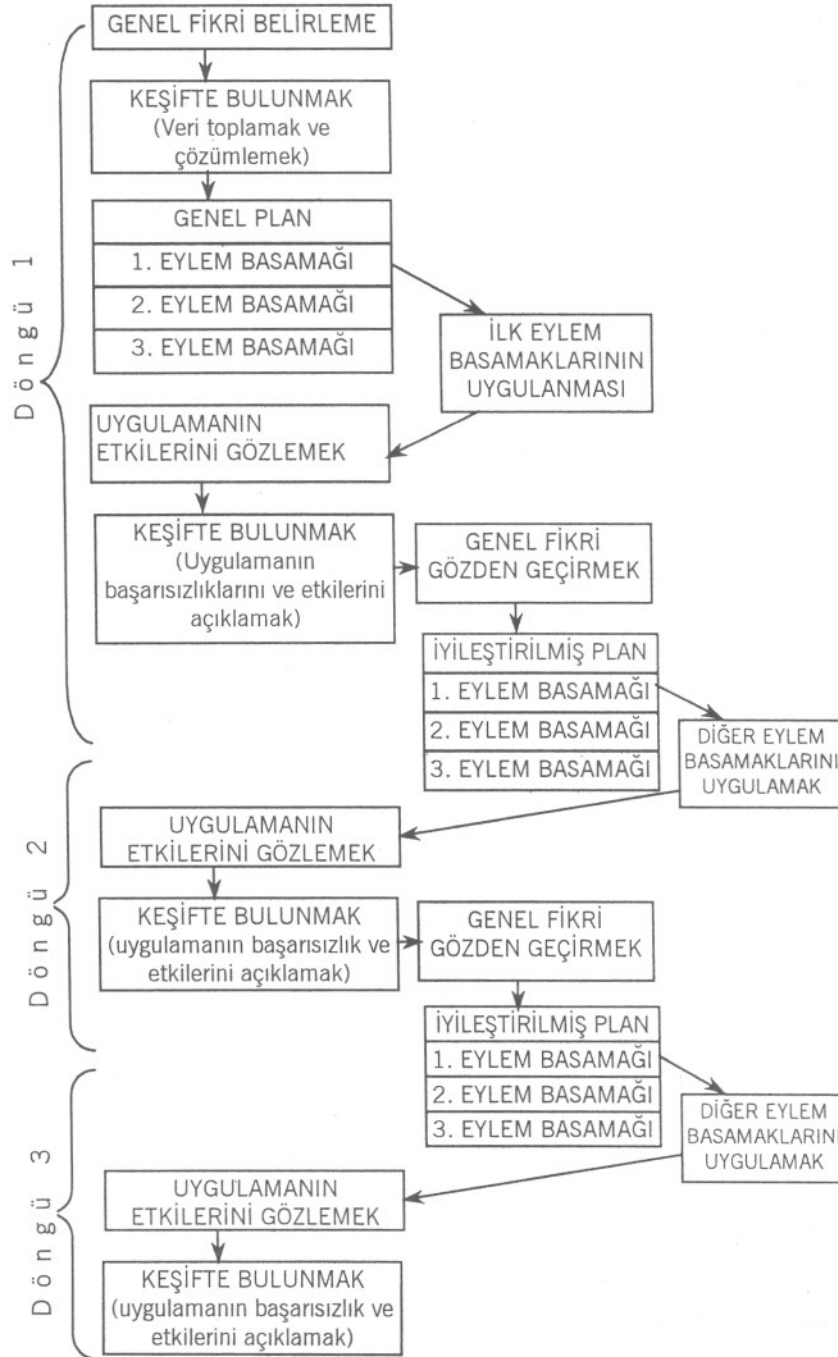 GENEL FİKRİ BELİRLEME
KEŞİFTE BULUNMAK
(Veri toplamak ve
çözümlemek)
GENEL PLAN
1. EYLEM BASAMAĞI
2. EYLEM BASAMAĞI
3. EYLEM BASAMAĞI
İLK EYLEM
BASAMAKLARININ
UYGULANMASI
UYGULAMANIN
ETKİLERİNİ GÖZLEMEK
KEŞİFTE BULUNMAK
(Uygulamanın
başarısızlıklarını ve etkilerini
açıklamak)
GENEL FİKRİ
GÖZDEN GEÇİRMEK
İYİLEŞTİRİLMİŞ PLAN
1. EYLEM BASAMAĞI
2. EYLEM BASAMAĞI
3. EYLEM BASAMAĞI
DİĞER EYLEM
BASAMAKLARINI
UYGULAMAK
Döngü 1
UYGULAMANIN
ETKİLERİNİ GÖZLEMEK
KEŞİFTE BULUNMAK
(uygulamanın başarısızlık ve
etkilerini açıklamak)
GENEL FİKRİ
GÖZDEN GEÇİRMEK
İYİLEŞTİRİLMİŞ PLAN
1. EYLEM BASAMAĞI
2. EYLEM BASAMAĞI
3. EYLEM BASAMAĞI
DİĞER EYLEM
BASAMAKLARINI
UYGULAMAK
Döngü 2
UYGULAMANIN
ETKİLERİNİ GÖZLEMEK
KEŞİFTE BULUNMAK
(uygulamanın başarısızlık ve
etkilerini açıklamak)
Döngü 3